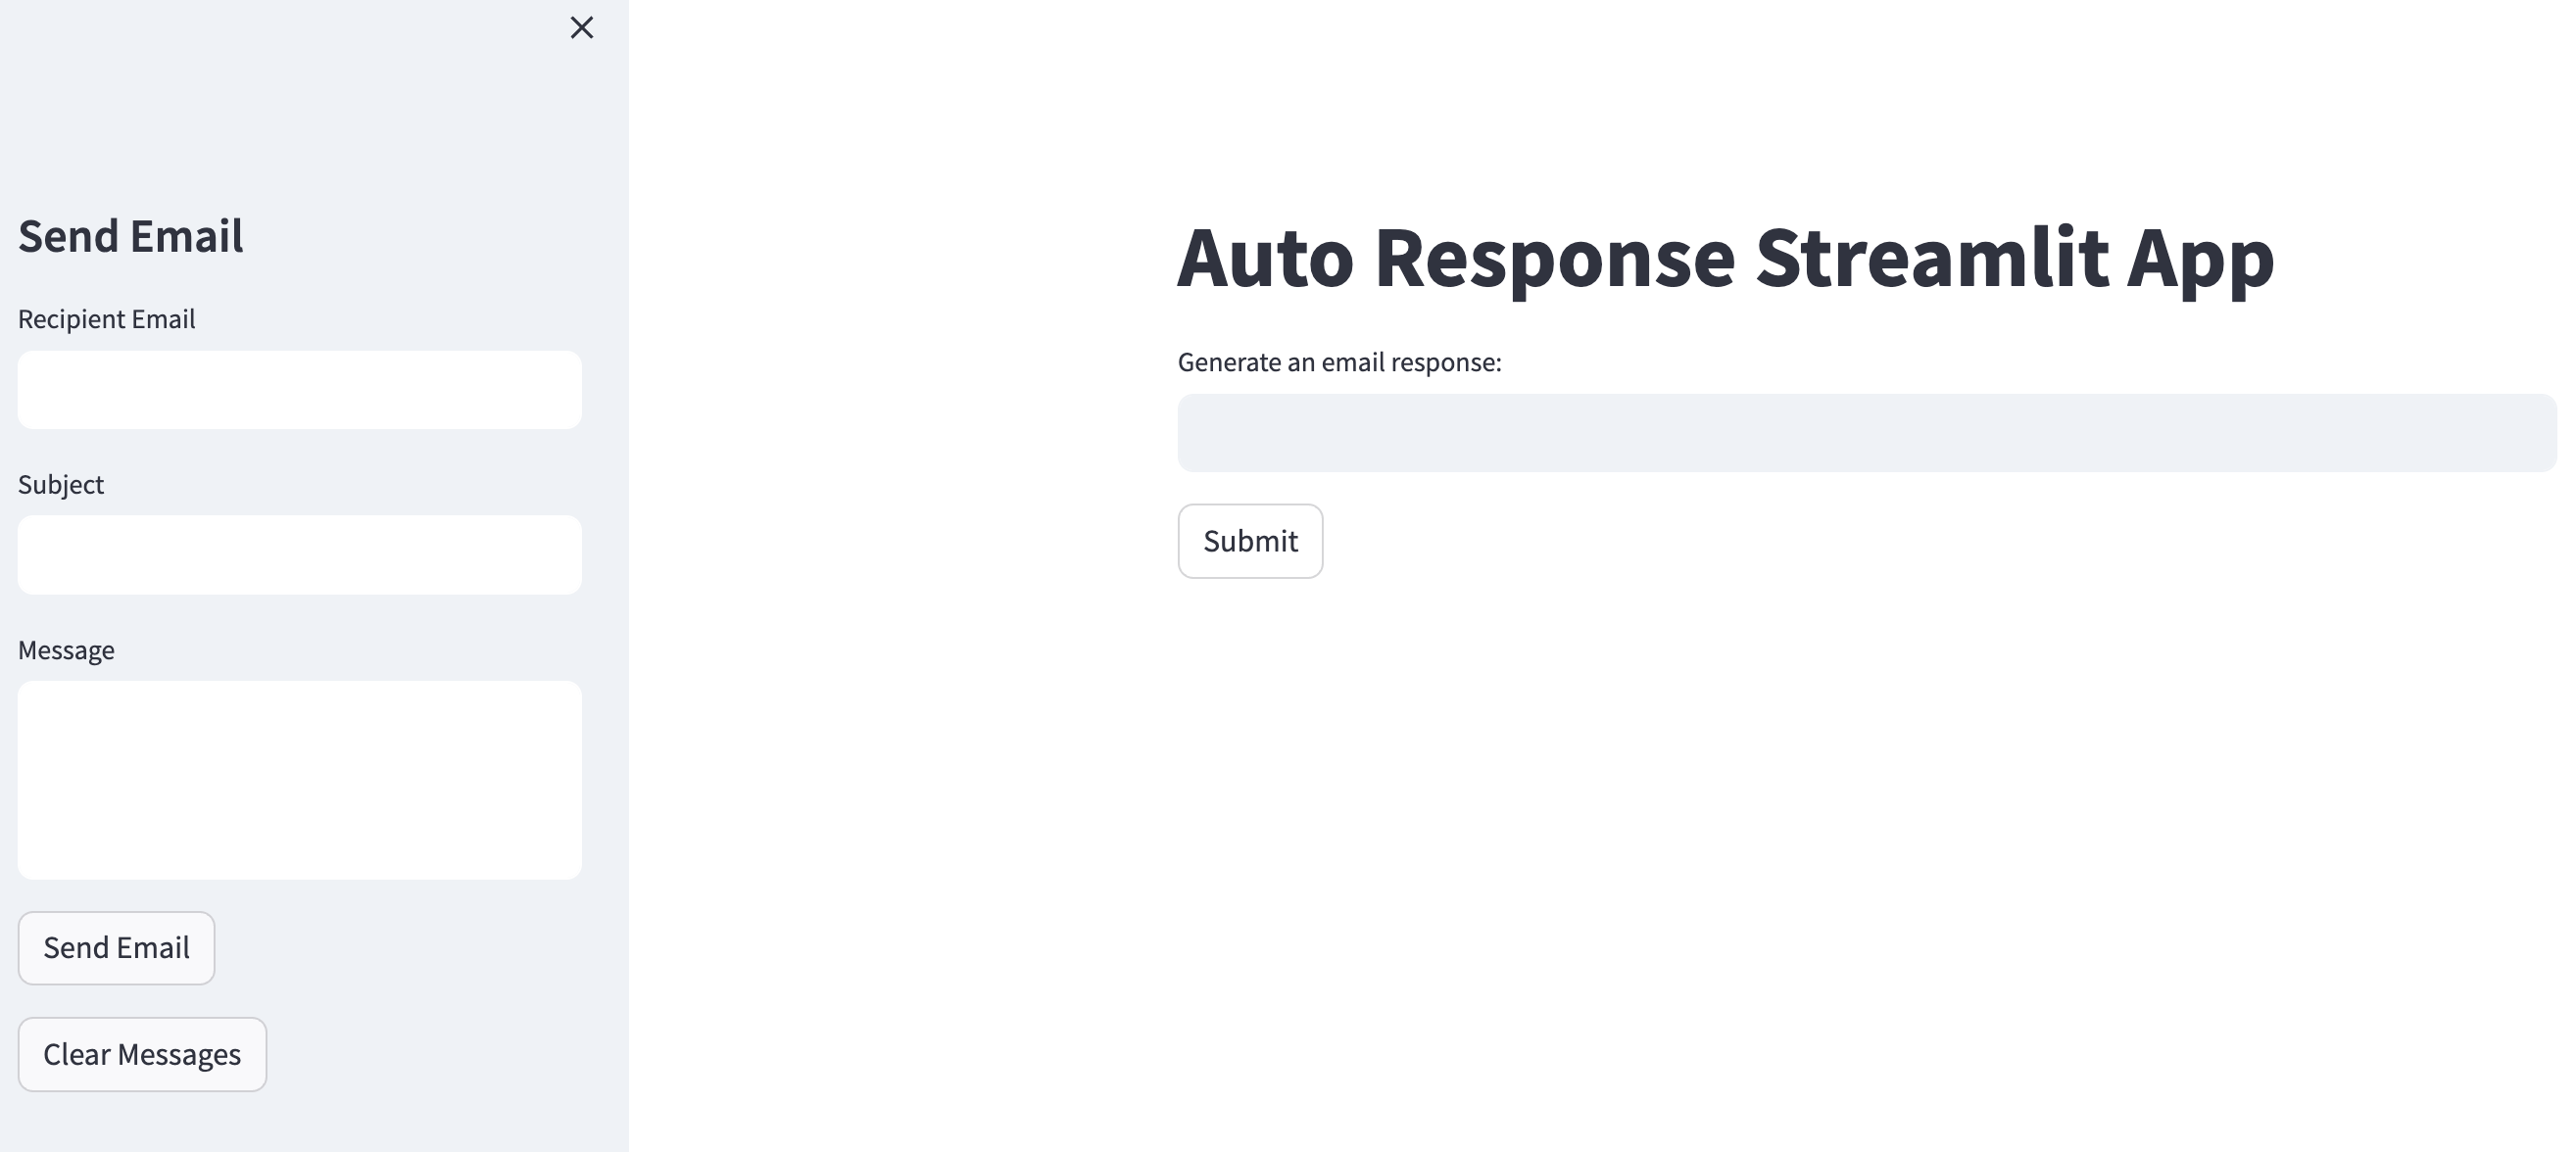 Send Email
Recipient Email
Subject
Message
Send Email
Clear Messages
Auto Response Streamlit App
Generate an email response:
Submit